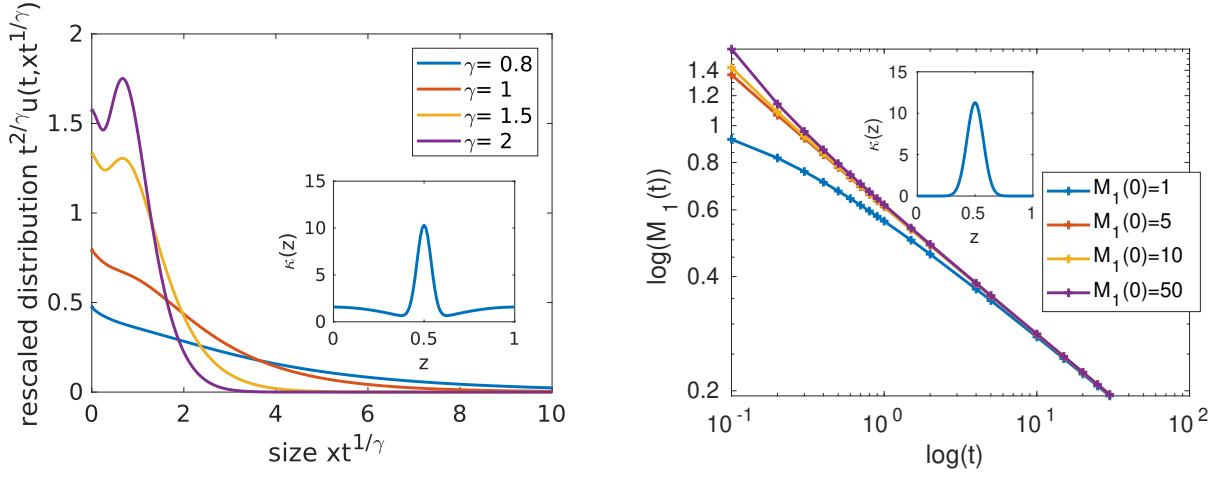 rescaled distribution t^{2/γ}u(t,xt^{1/γ})
2
1.5
1
0.5
0
0
2
4
6
8
10
size xt^{1/γ}
γ= 0.8
γ= 1
γ= 1.5
γ= 2
κ(z)
15
10
5
0
0
0.5
1
z
log(M_1(t))
1.4
1.2
1
0.8
0.6
0.4
0.2
10^{-1}
10^0
10^1
10^2
log(t)
κ(z)
15
10
5
0
0
0.5
1
z
M_1(0)=1
M_1(0)=5
M_1(0)=10
M_1(0)=50